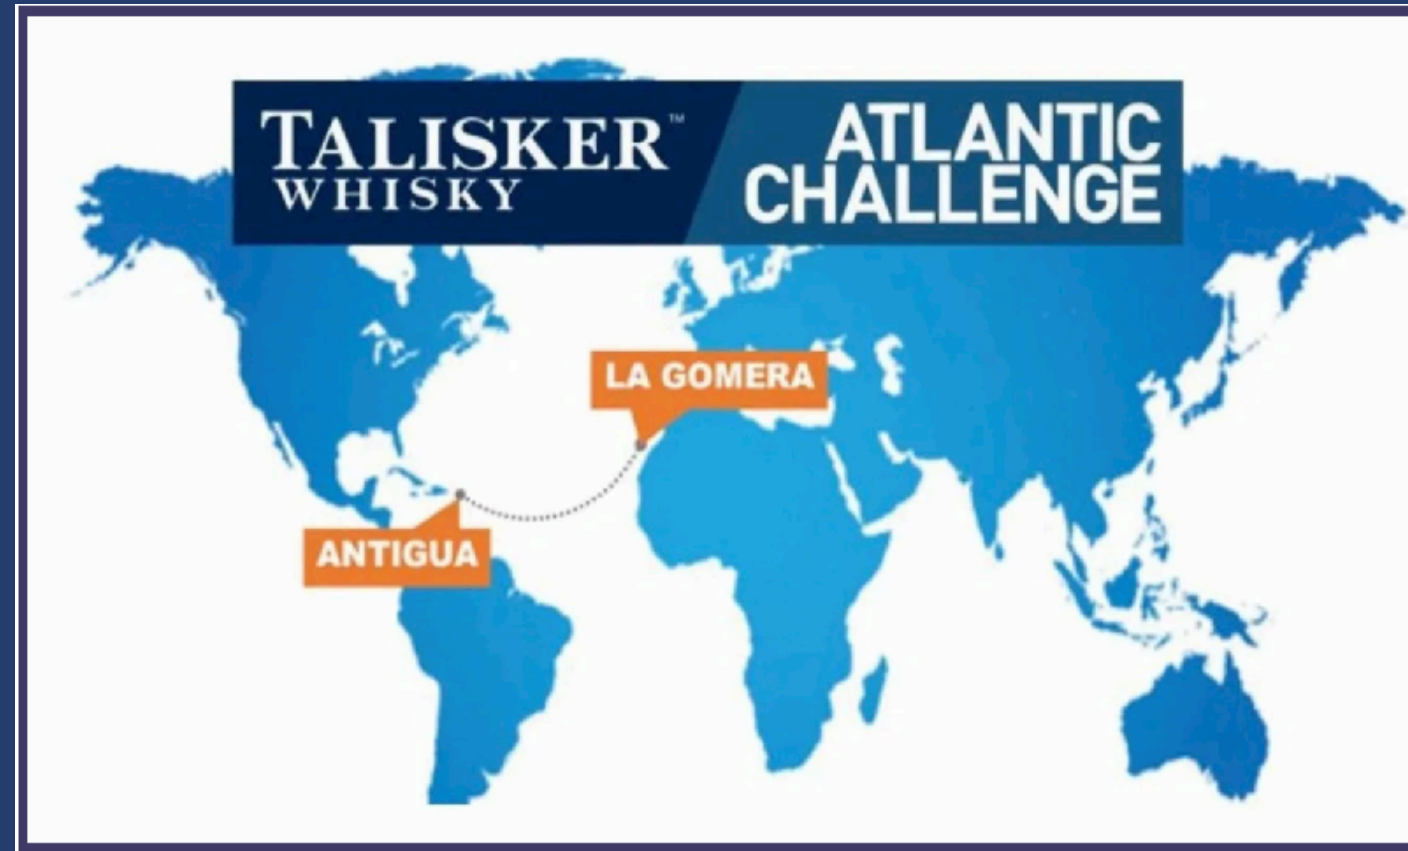 TALISKER™
WHISKY
ATLANTIC
CHALLENGE
LA GOMERA
ANTIGUA